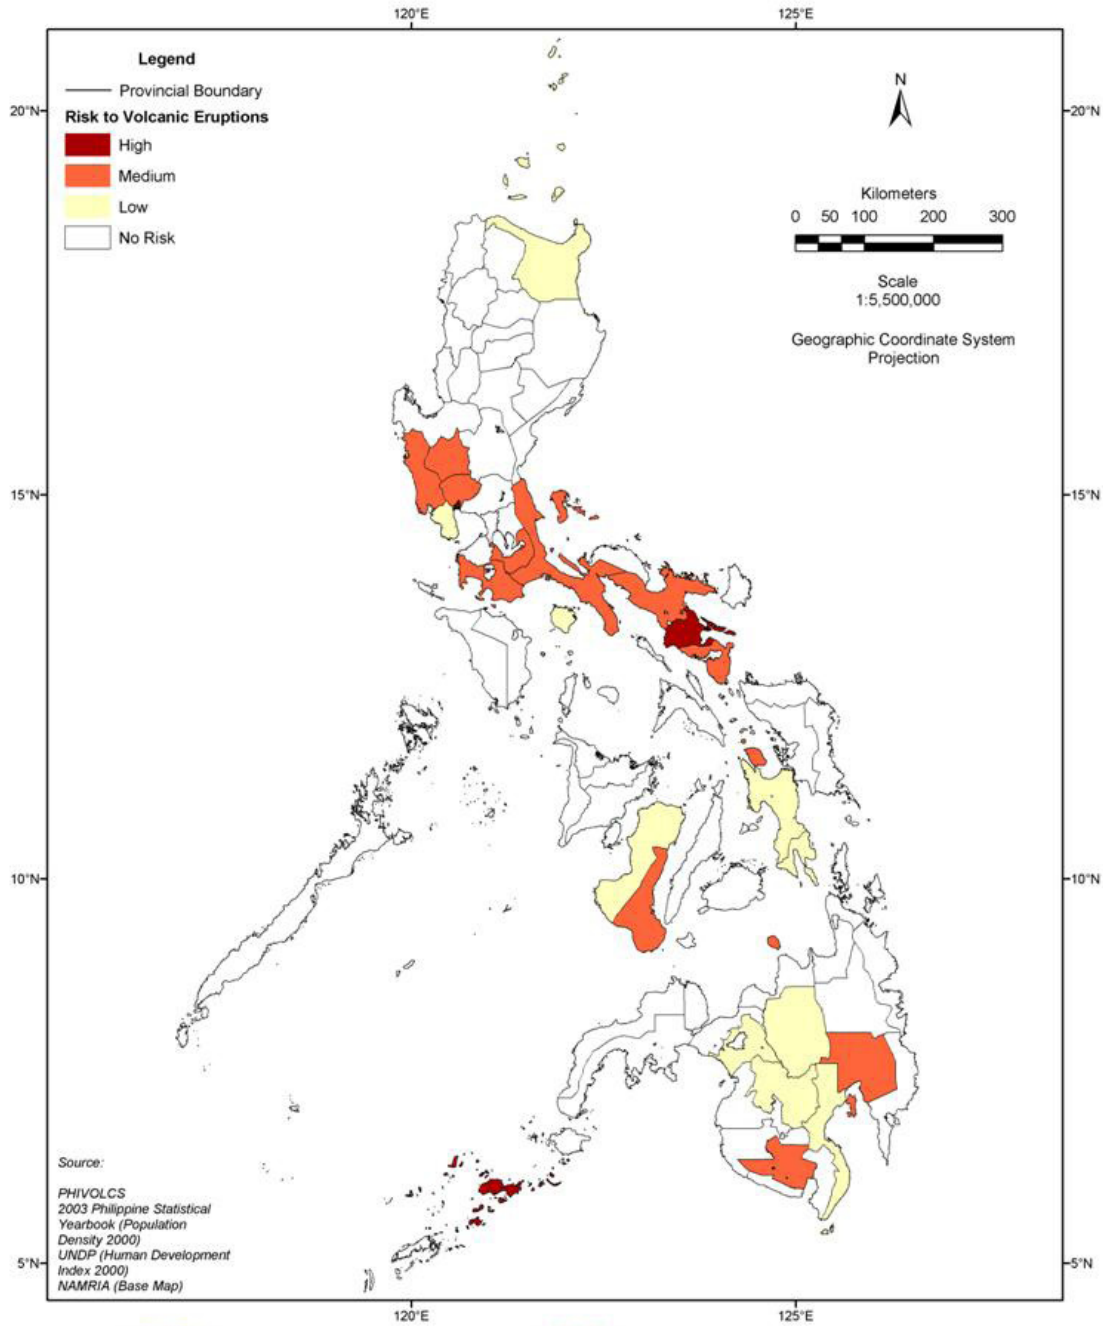 120°E
125°E
Legend
Provincial Boundary
Risk to Volcanic Eruptions
High
Medium
Low
No Risk
N
20°N
20°N
Kilometers
0 50 100 200 300
Scale
1:5,500,000
Geographic Coordinate System
Projection
15°N
15°N
10°N
10°N
Source:
PHIVOLCS
2003 Philippine Statistical
Yearbook (Population
Density 2000)
UNDP (Human Development
Index 2000)
NAMRIA (Base Map)
5°N
5°N
120°E
125°E